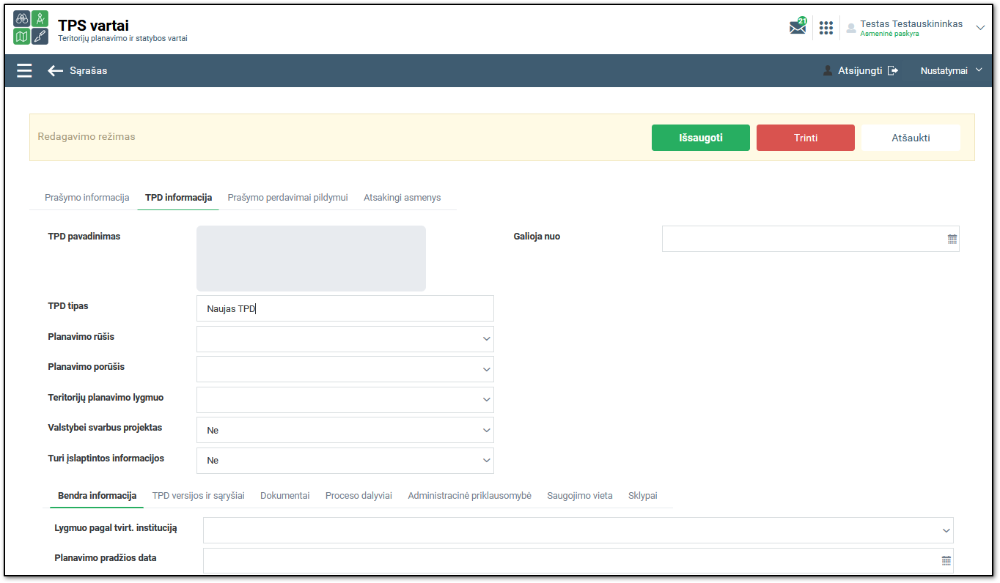 TPS vartai
Teritorijų planavimo ir statybos vartai
21
Testas Testauskininkas
Asmeninė paskyra
Sąrašas
Atsijungti
Nustatymai
Redagavimo režimas
Išsaugoti
Trinti
Atšaukti
Prašymo informacija TPD informacija Prašymo perdavimai pildymui Atsakingi asmenys
TPD pavadinimas
Galioja nuo
TPD tipas
Naujas TPD
Planavimo rūšis
Planavimo porūšis
Teritorijų planavimo lygmuo
Valstybei svarbus projektas
Ne
Turi įslaptintos informacijos
Ne
Bendra informacija TPD versijos ir sąryšiai Dokumentai Proceso dalyviai Administracinė priklausomybė Saugojimo vieta Sklypai
Lygmuo pagal tvirt. instituciją
Planavimo pradžios data